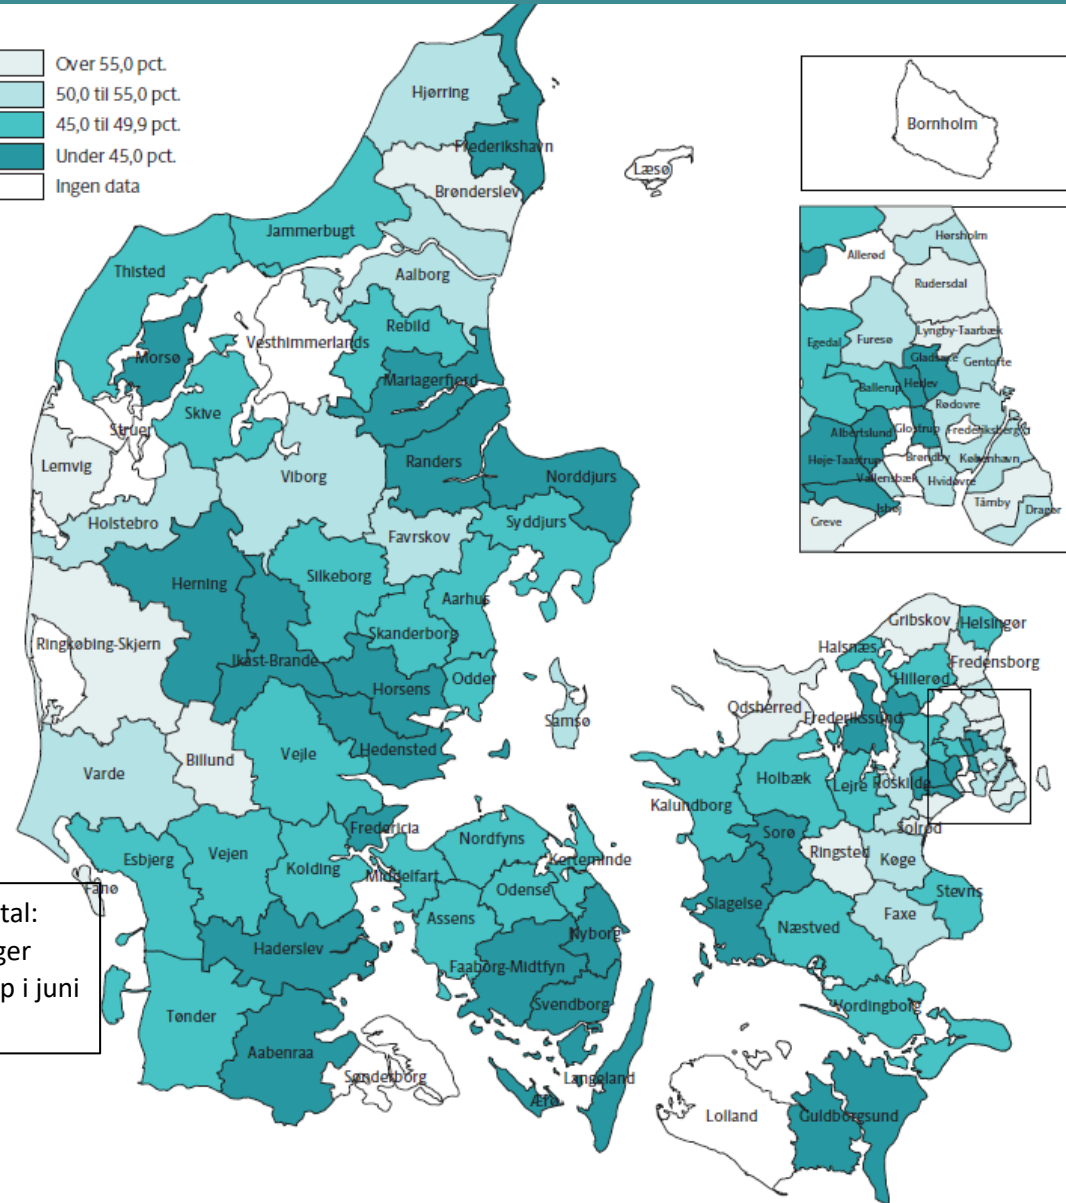 Over 55,0 pct.
50,0 til 55,0 pct.
45,0 til 49,9 pct.
Under 45,0 pct.
Ingen data
Hjørring
Frederikshavn
Læsø
Brønderslev
Jammerbugt
Thisted
Aalborg
Rebild
Vesthimmerlands
Morsø
Mariagerfjord
Skive
Struer
Lemvig
Viborg
Randers
Norddjurs
Holstebro
Favrskov
Syddjurs
Herning
Silkeborg
Aarhus
Skanderborg
Ringkøbing-Skjern
Ikast-Brande
Horsens
Odder
Samsø
Hedensted
Billund
Vejle
Varde
Fredericia
Esbjerg
Vejen
Kolding
Middelfart
Nordfyns
Kerteminde
Fanø
Odense
Assens
Nyborg
Haderslev
Faaborg-Midtfyn
Svendborg
Tønder
Aabenraa
Sønderborg
Langeland
Ærø
tal:
ger
p i juni
Bornholm
Hørsholm
Allerød
Rudersdal
Lyngby-Taarbæk
Egedal
Furesø
Gladsaxe
Gentofte
Ballerup
Herlev
Rødovre
Albertslund
Glostrup
Frederiksberg
Høje-Taastrup
Brøndby
København
Vallensbæk
Hvidovre
Ishøj
Tårnby
Dragør
Greve
Gribskov
Helsingør
Halsnæs
Fredensborg
Hillerød
Odsherred
Frederikssund
Holbæk
Lejre
Roskilde
Kalundborg
Sorø
Solrød
Ringsted
Køge
Slagelse
Stevns
Næstved
Faxe
Vordingborg
Lolland
Guldborgsund